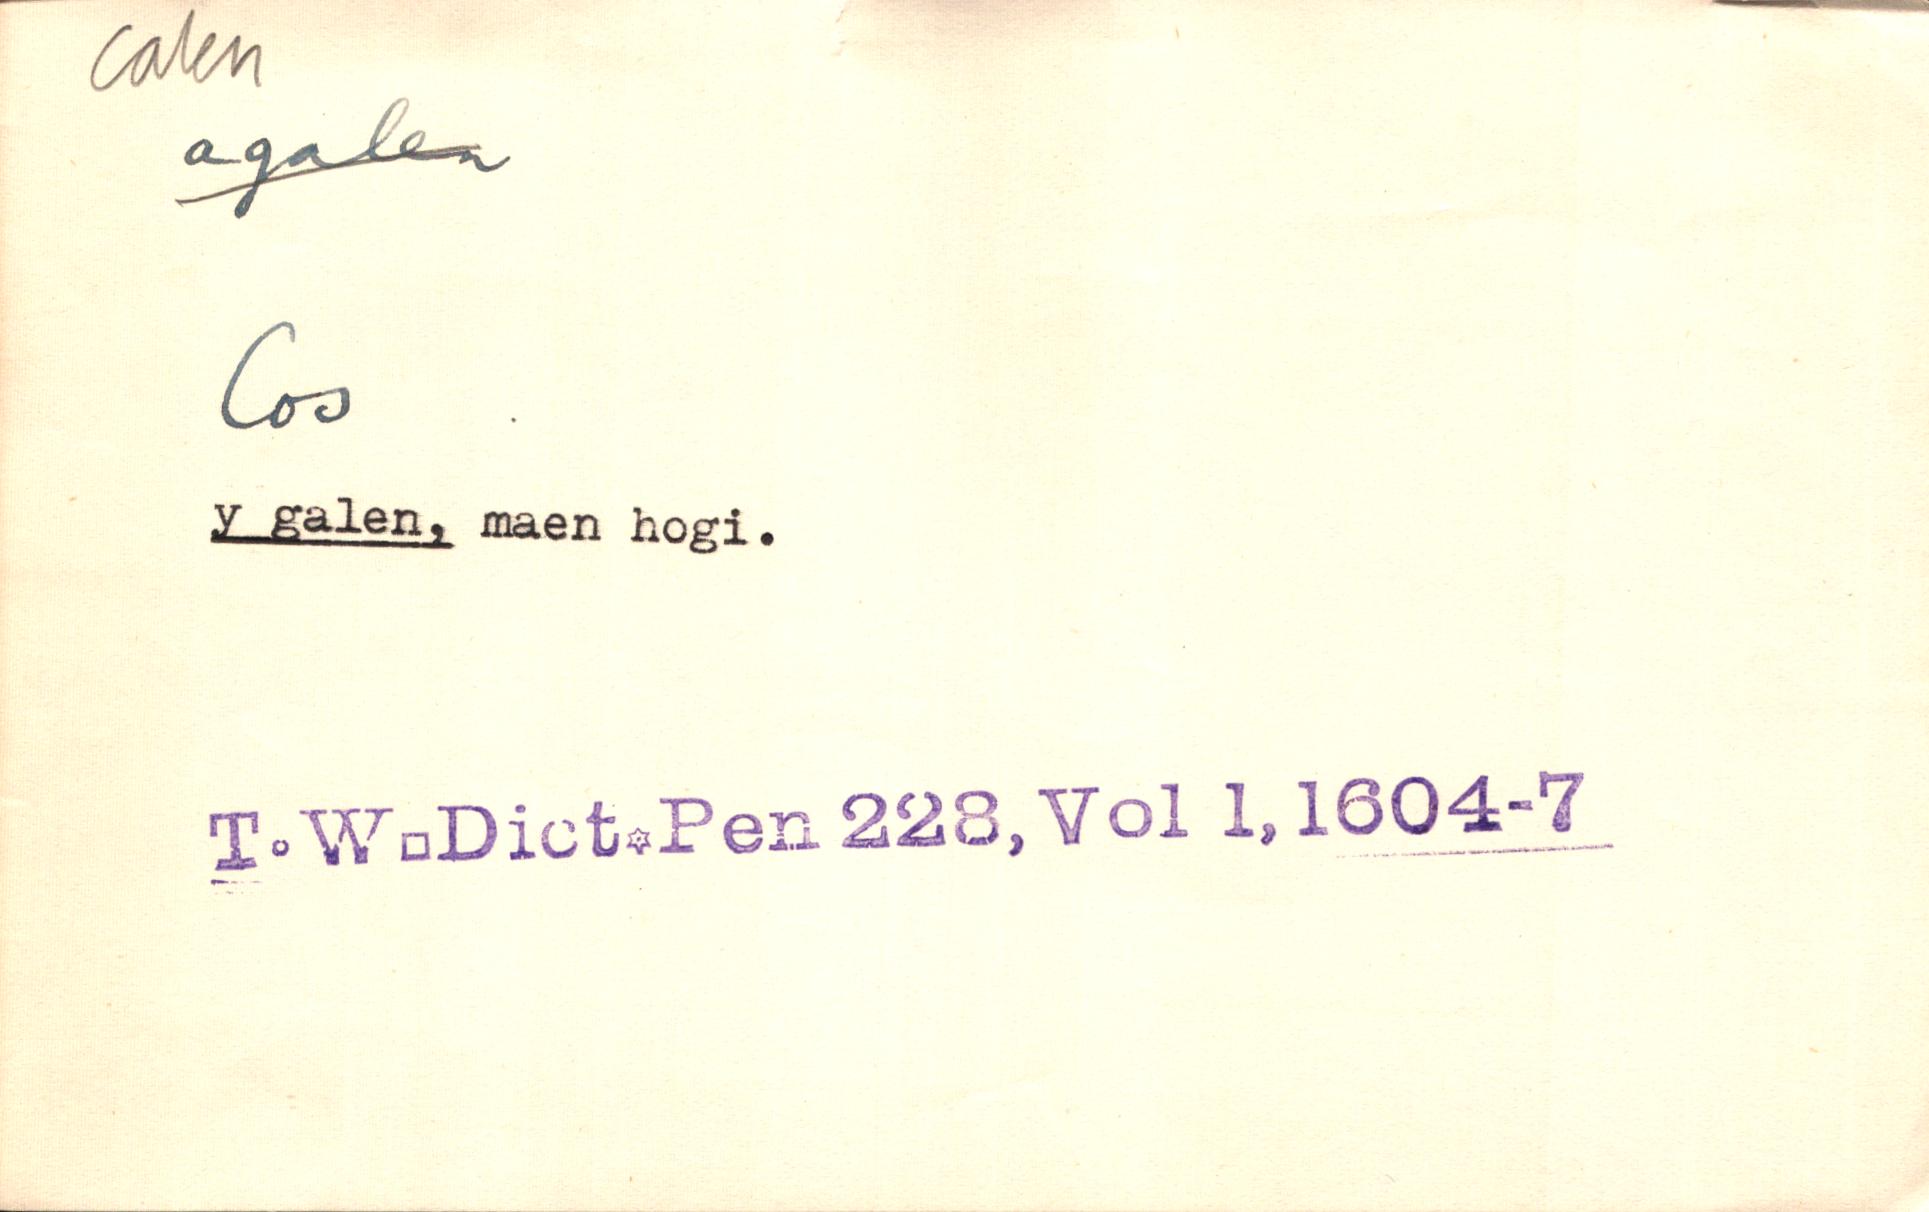 calen
agalen
Cos
y galen, maen hogi.
T.W▫Dict⋆Pen 228, Vol 1, 1604-7